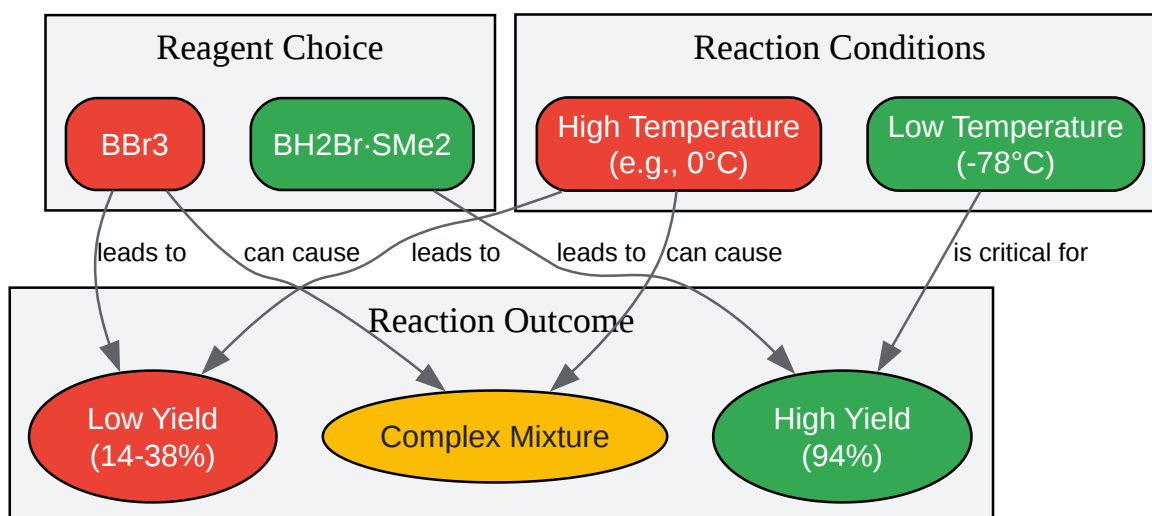 Reagent Choice
Reaction Conditions
BBr3
BH2Br·SMe2
High Temperature
(e.g., 0°C)
Low Temperature
(-78°C)
leads to
can cause
leads to
leads to
can cause
is critical for
Reaction Outcome
Low Yield
(14-38%)
Complex Mixture
High Yield
(94%)